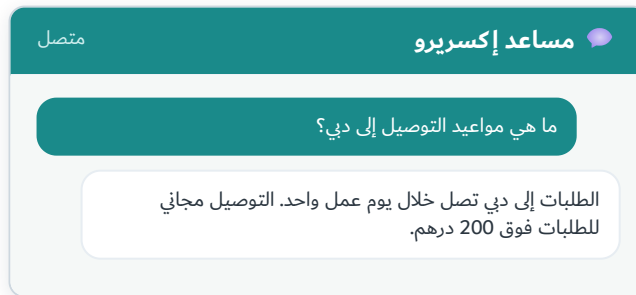 مساعد إكسريرو
متصل
ما هي مواعيد التوصيل إلى دبي؟
الطلبات إلى دبي تصل خلال يوم عمل واحد. التوصيل مجاني
للطلبات فوق 200 درهم.